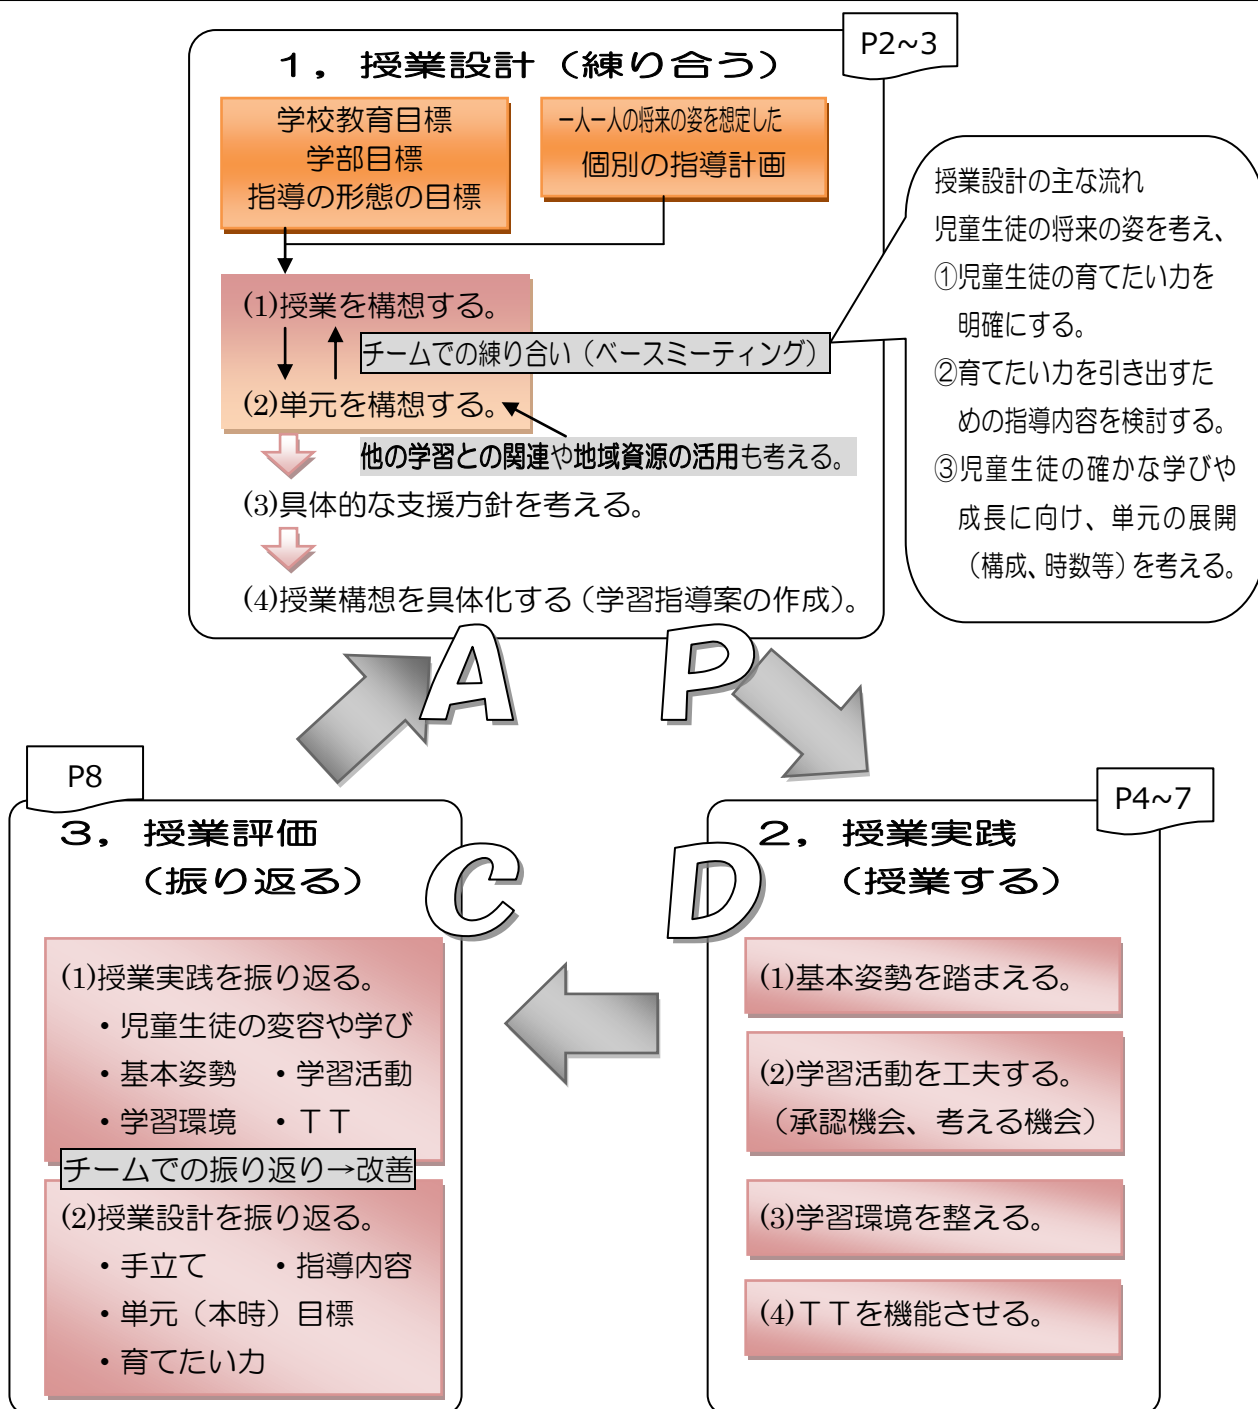 P2~3
1，授業設計（練り合う）
学校教育目標
学部目標
指導の形態の目標
一人一人の将来の姿を想定した
個別の指導計画
(1)授業を構想する。
チームでの練り合い（ベースミーティング）
(2)単元を構想する。
他の学習との関連や地域資源の活用も考える。
(3)具体的な支援方針を考える。
(4)授業構想を具体化する（学習指導案の作成）。
授業設計の主な流れ
児童生徒の将来の姿を考え、
①児童生徒の育てたい力を
明確にする。
②育てたい力を引き出すた
めの指導内容を検討する。
③児童生徒の確かな学びや
成長に向け、単元の展開
（構成、時数等）を考える。
A
P
P8
3，授業評価
（振り返る）
C
(1)授業実践を振り返る。
・児童生徒の変容や学び
・基本姿勢　・学習活動
・学習環境　・ＴＴ
チームでの振り返り→改善
(2)授業設計を振り返る。
・手立て　　・指導内容
・単元（本時）目標
・育てたい力
P4~7
2，授業実践
（授業する）
D
(1)基本姿勢を踏まえる。
(2)学習活動を工夫する。
（承認機会、考える機会）
(3)学習環境を整える。
(4)ＴＴを機能させる。